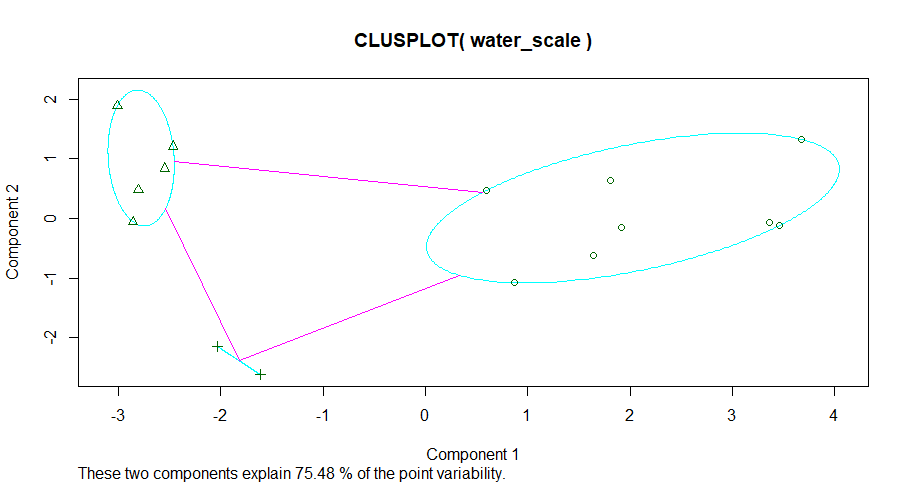 CLUSPLOT( water_scale )
2
1
0
-1
-2
Component 2
-3 -2 -1 0 1 2 3 4
Component 1
These two components explain 75.48 % of the point variability.